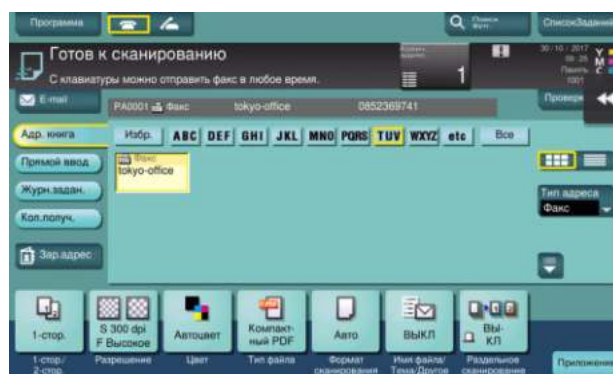 Программа
Поиск
СписокЗаданий
Готов к сканированию
С клавиатуры можно отправить факс в любое время.
1
30/10/2017
09:25
Память
Y
M
C
E-mail
PA0001 Факс tokyo-office 0852369741
Адр. книга
Избр. ABC DEF GHI JKL MNO PQRS TUV WXYZ etc Все
Прямой ввод
Факс
tokyo-office
Журн.задан.
Кол.получ.
Зар.адрес
Тип адреса
Факс
1-стор.
S 300 dpi
F Высокое
Автоцвет
Компакт-
ный PDF
Авто
ВЫКЛ
ВЫ-
КЛ
1-стор./
2-стор.
Разрешение
Цвет
Тип файла
Формат
сканирования
Имя файла/
Тема/Другое
Раздельное
сканирование
Приложение